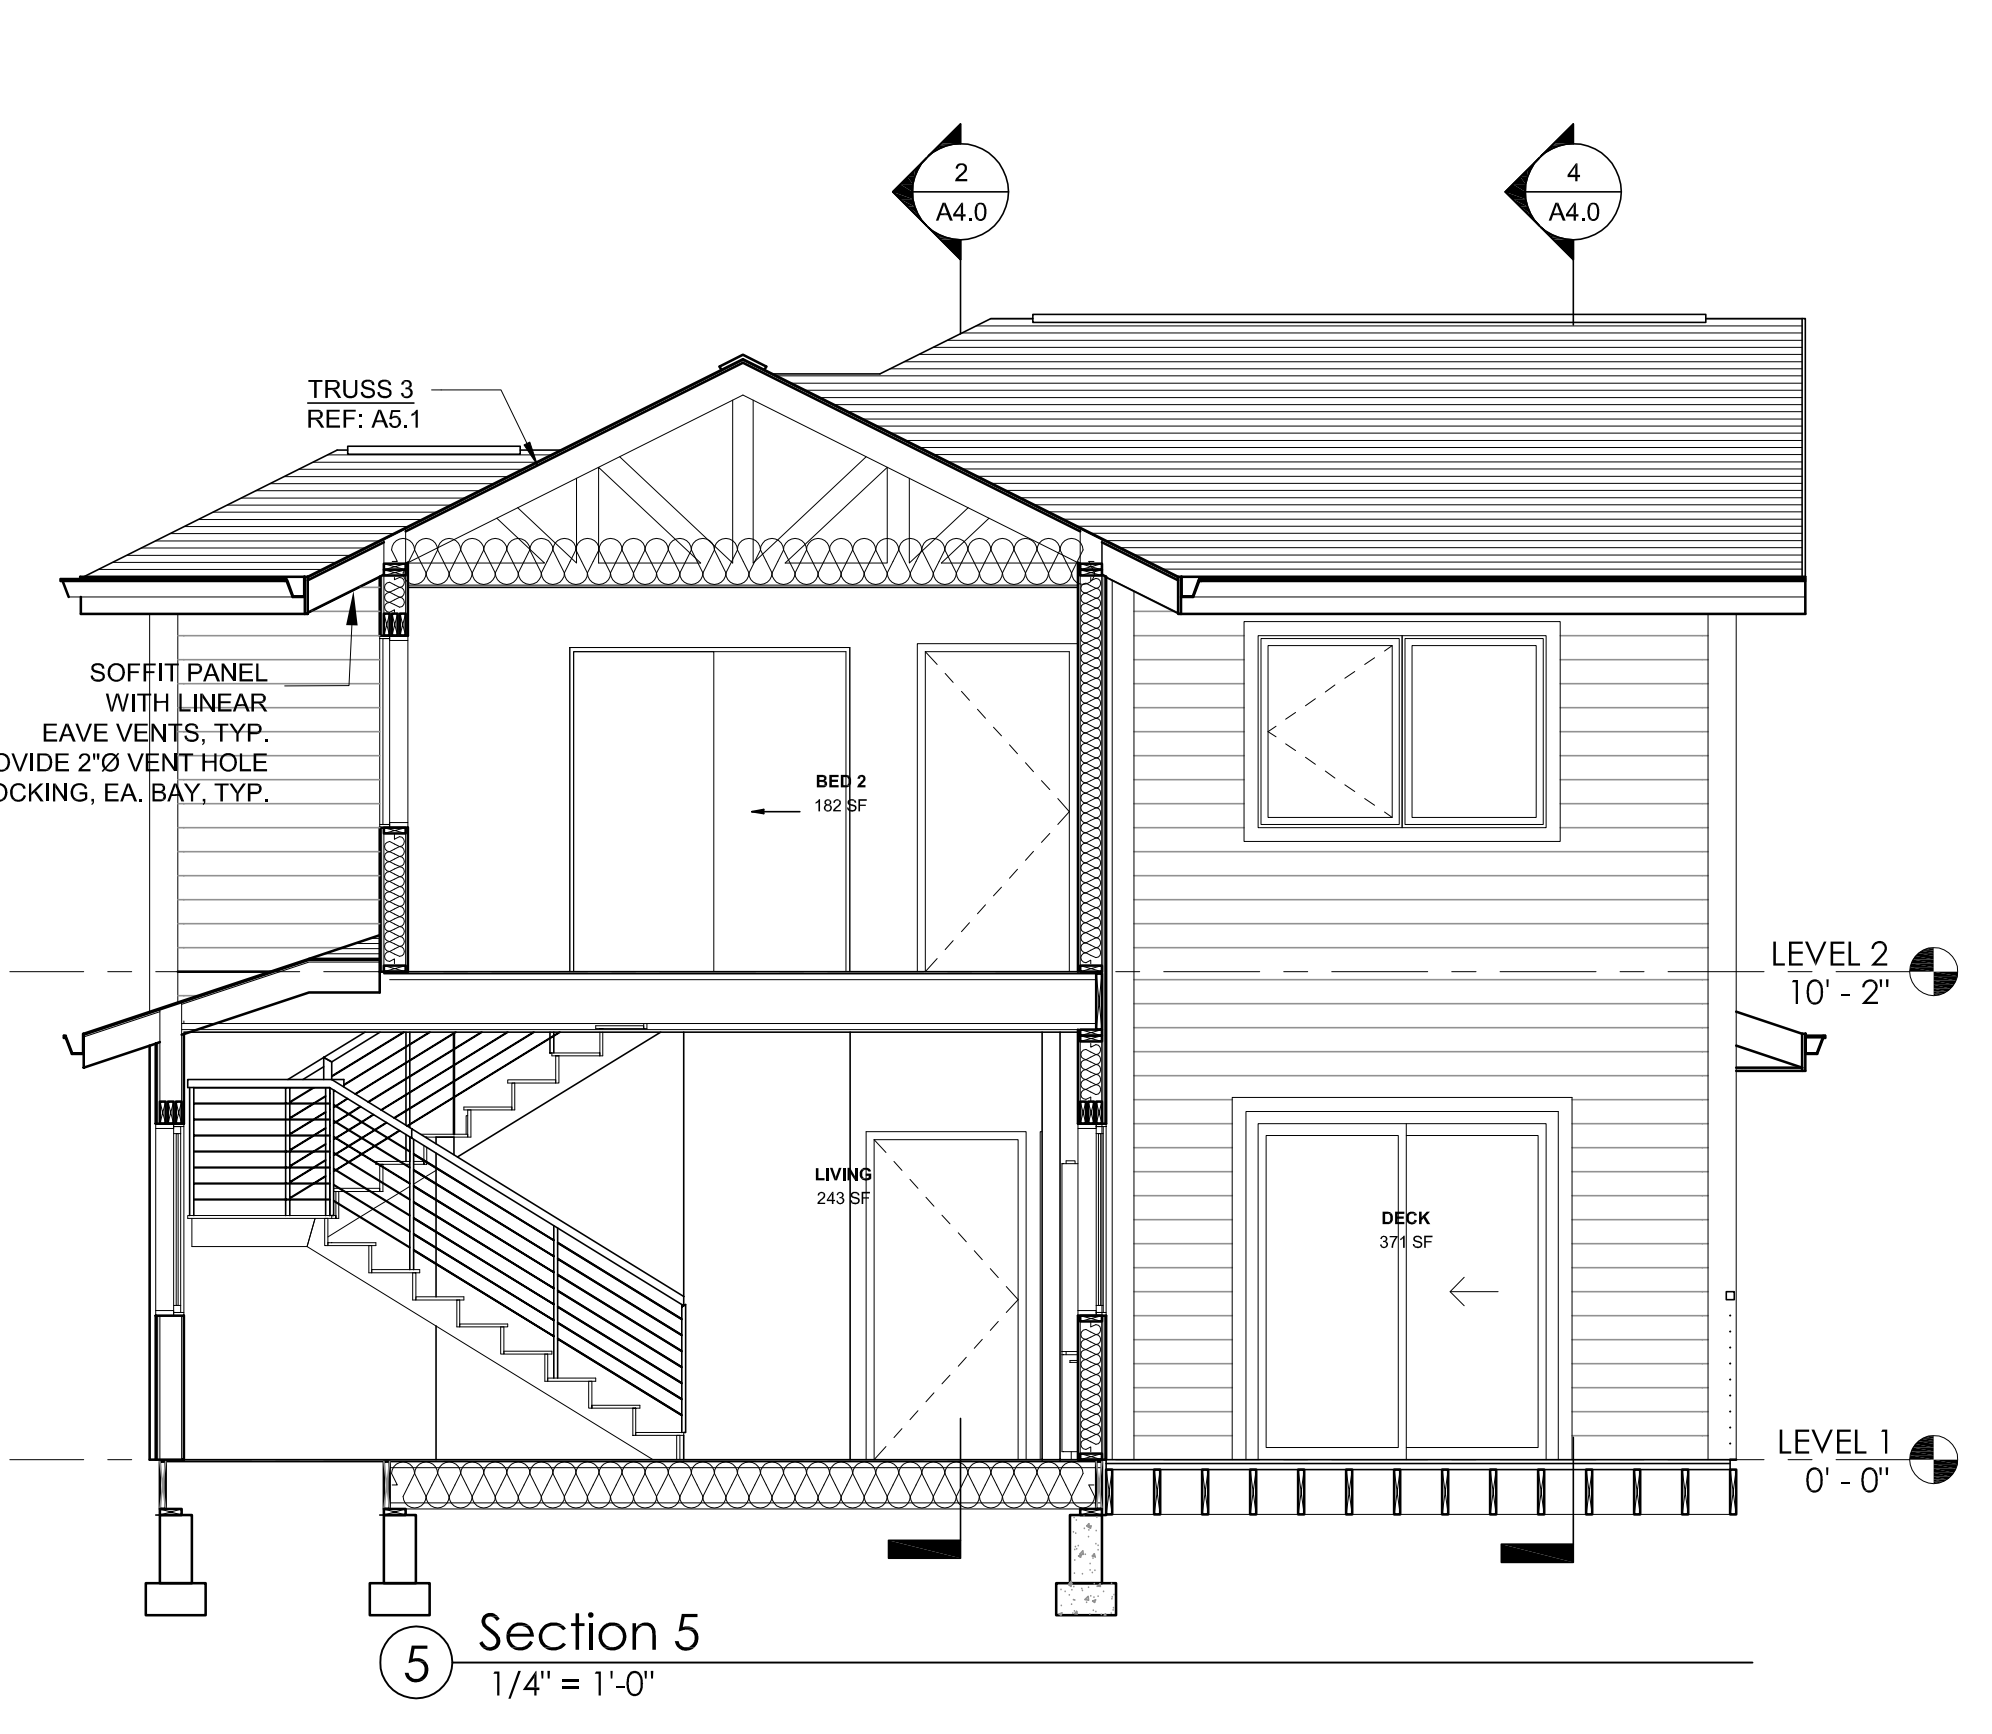 2
A4.0
4
A4.0
TRUSS 3
REF: A5.1
SOFFIT PANEL
WITH LINEAR
EAVE VENTS, TYP.
2"Ø VENT HOLE
EA. BAY, TYP.
BED 2
182 SF
LEVEL 2
10' - 2"
LIVING
243 SF
DECK
371 SF
LEVEL 1
0' - 0"
5
Section 5
1/4" = 1'-0"